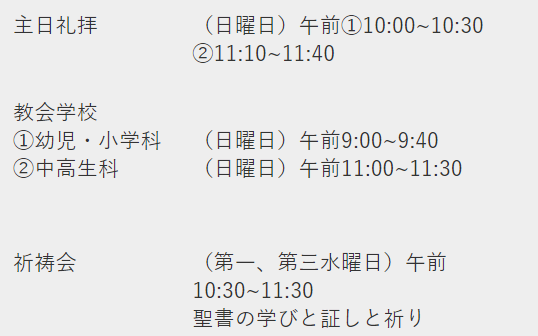 主日礼拝 （日曜日）午前①10:00~10:30
②11:10~11:40
教会学校
①幼児・小学科 （日曜日）午前9:00~9:40
②中高生科 （日曜日）午前11:00~11:30
祈祷会 （第一、第三水曜日）午前
10:30~11:30
聖書の学びと証しと祈り